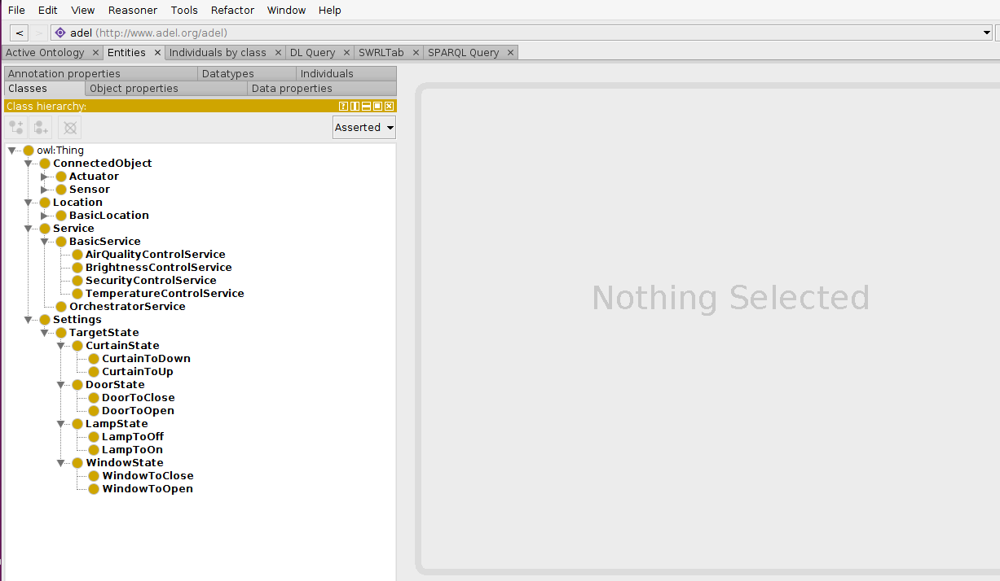 File Edit View Reasoner Tools Refactor Window Help
< > adel (http://www.adel.org/adel)
Active Ontology × Entities × Individuals by class × DL Query × SWRLTab × SPARQL Query ×
Annotation properties Datatypes Individuals
Classes Object properties Data properties
Class hierarchy:
Asserted
owl:Thing
ConnectedObject
Actuator
Sensor
Location
BasicLocation
Service
BasicService
AirQualityControlService
BrightnessControlService
SecurityControlService
TemperatureControlService
OrchestratorService
Settings
TargetState
CurtainState
CurtainToDown
CurtainToUp
DoorState
DoorToClose
DoorToOpen
LampState
LampToOff
LampToOn
WindowState
WindowToClose
WindowToOpen
Nothing Selected